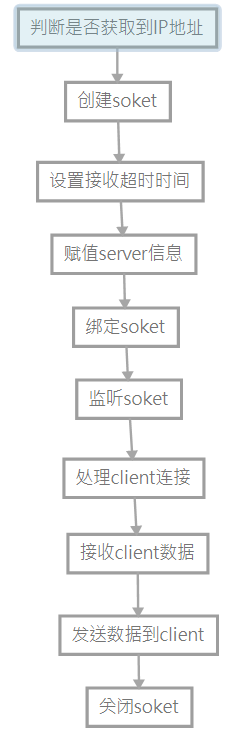 判断是否获取到IP地址
创建soket
设置接收超时时间
赋值server信息
绑定soket
监听soket
处理client连接
接收client数据
发送数据到client
关闭soket